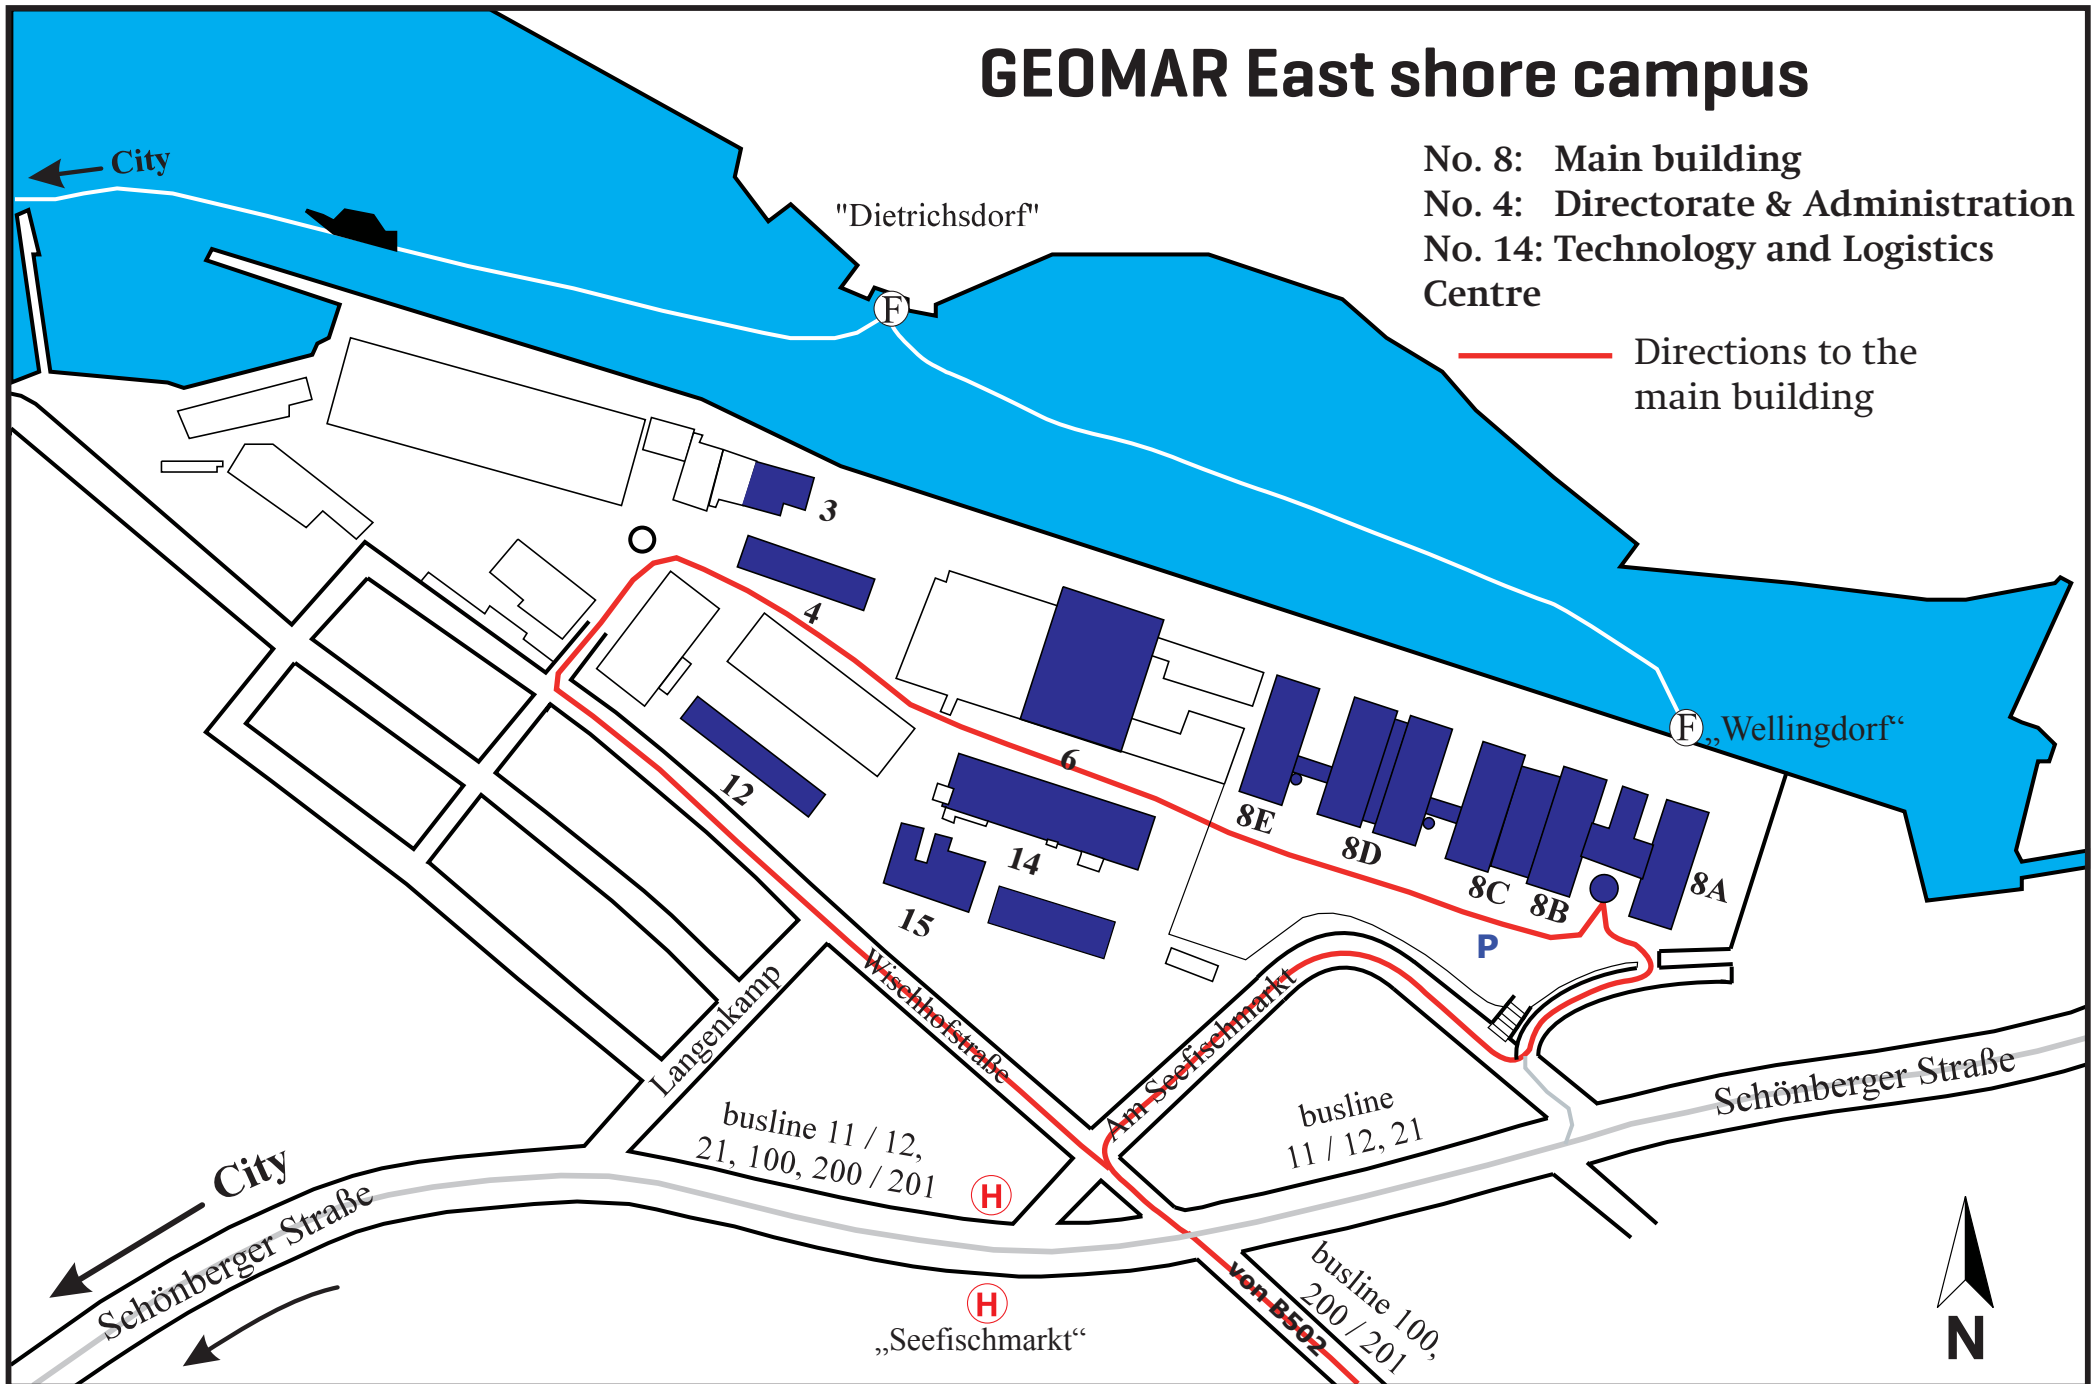 GEOMAR East shore campus
No. 8: Main building
No. 4: Directorate & Administration
No. 14: Technology and Logistics
Centre
Directions to the
main building
City
"Dietrichsdorf"
F
F
„Wellingdorf“
3
4
6
12
14
15
8E
8D
8C
8B
8A
P
Wischhofstraße
Langenkamp
Am Seefischmarkt
Schönberger Straße
busline 11 / 12,
21, 100, 200 / 201
busline
11 / 12, 21
H
H
„Seefischmarkt“
City
Schönberger Straße
von B502
busline 100,
200 / 201
N